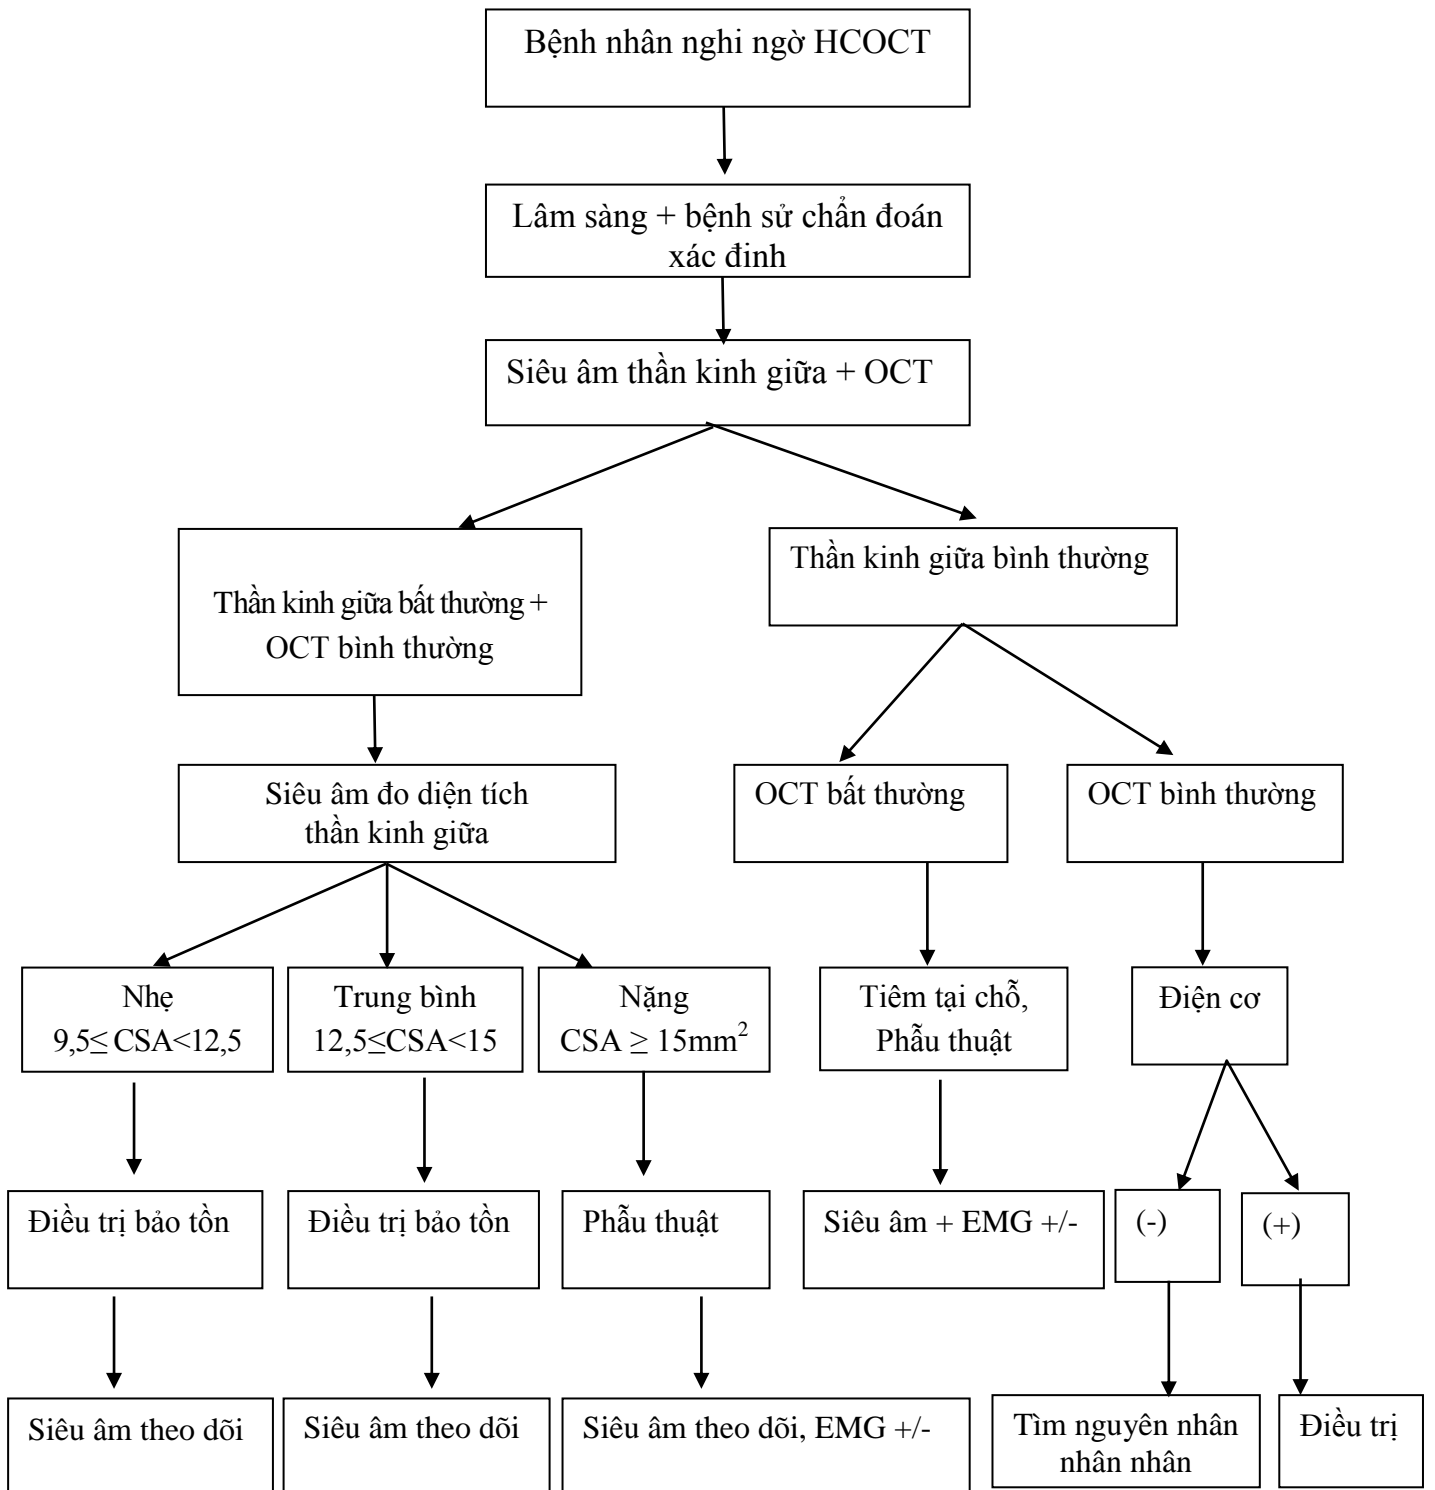 Bệnh nhân nghi ngờ HCOCT
Lâm sàng + bệnh sử chẩn đoán
xác đinh
Siêu âm thần kinh giữa + OCT
Thần kinh giữa bất thường +
OCT bình thường
Thần kinh giữa bình thường
Siêu âm đo diện tích
thần kinh giữa
OCT bất thường
OCT bình thường
Nhẹ
9,5≤ CSA<12,5
Trung bình
12,5≤CSA<15
Nặng
CSA ≥ 15mm²
Tiêm tại chỗ,
Phẫu thuật
Điện cơ
Điều trị bảo tồn
Điều trị bảo tồn
Phẫu thuật
Siêu âm + EMG +/-
(-)
(+)
Siêu âm theo dõi
Siêu âm theo dõi
Siêu âm theo dõi, EMG +/-
Tìm nguyên nhân
nhân nhân
Điều trị